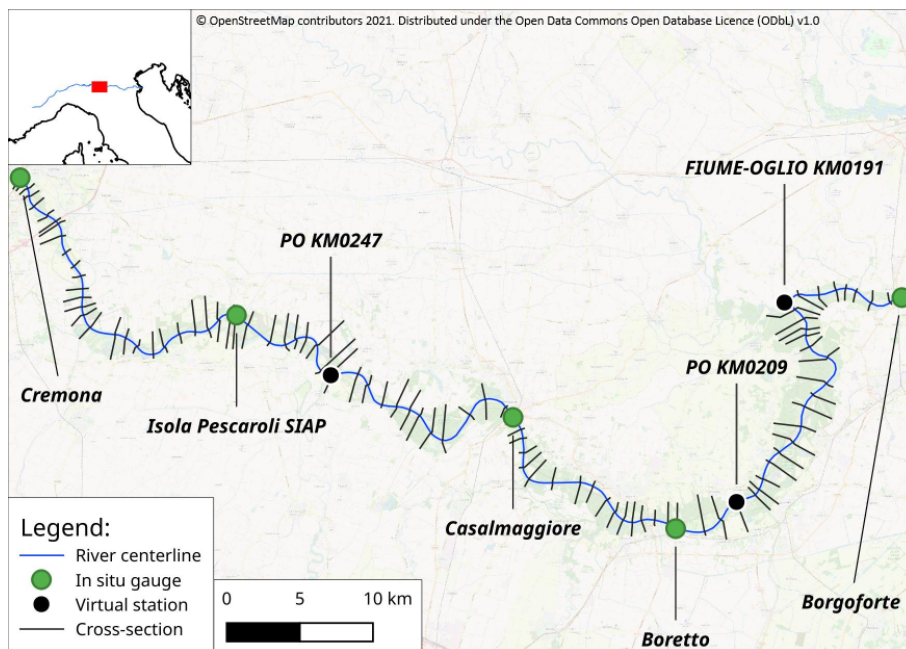 © OpenStreetMap contributors 2021. Distributed under the Open Data Commons Open Database Licence (ODbL) v1.0
FIUME-OGLIO KM0191
PO KM0247
PO KM0209
Cremona
Isola Pescaroli SIAP
Casalmaggiore
Borgoforte
Boretto
Legend:
River centerline
In situ gauge
Virtual station
Cross-section
0 5 10 km